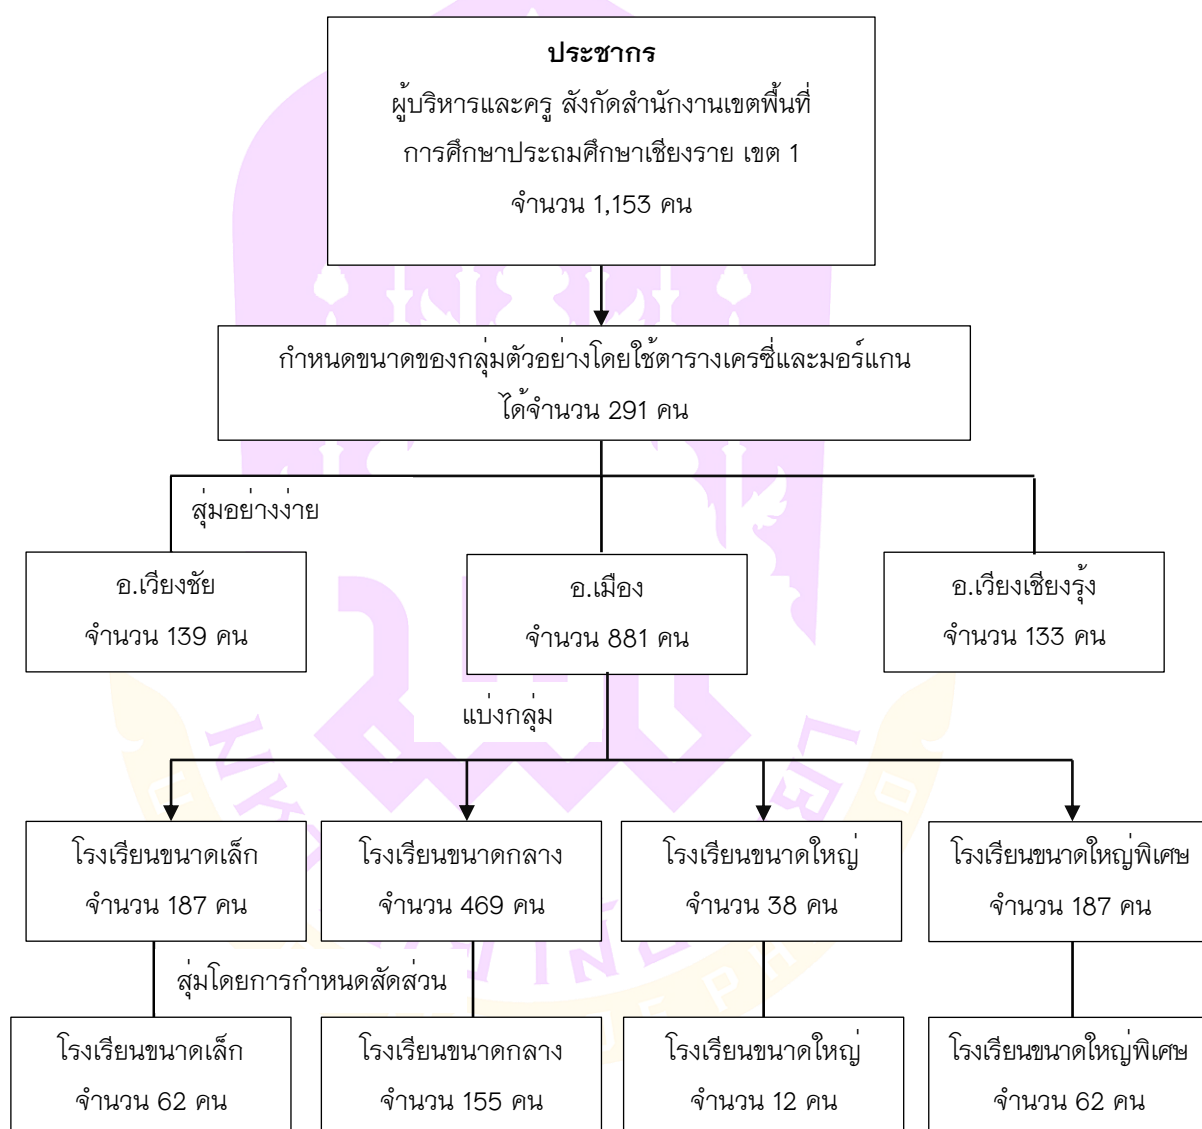 ประชากร
ผู้บริหารและครู สังกัดสำนักงานเขตพื้นที่
การศึกษาประถมศึกษาเชียงราย เขต 1
จำนวน 1,153 คน
กำหนดขนาดของกลุ่มตัวอย่างโดยใช้ตารางเครซี่และมอร์แกน
ได้จำนวน 291 คน
สุ่มอย่างง่าย
อ.เวียงชัย
จำนวน 139 คน
อ.เมือง
จำนวน 881 คน
อ.เวียงเชียงรุ้ง
จำนวน 133 คน
แบ่งกลุ่ม
โรงเรียนขนาดเล็ก
จำนวน 187 คน
โรงเรียนขนาดกลาง
จำนวน 469 คน
โรงเรียนขนาดใหญ่
จำนวน 38 คน
โรงเรียนขนาดใหญ่พิเศษ
จำนวน 187 คน
สุ่มโดยการกำหนดสัดส่วน
โรงเรียนขนาดเล็ก
จำนวน 62 คน
โรงเรียนขนาดกลาง
จำนวน 155 คน
โรงเรียนขนาดใหญ่
จำนวน 12 คน
โรงเรียนขนาดใหญ่พิเศษ
จำนวน 62 คน